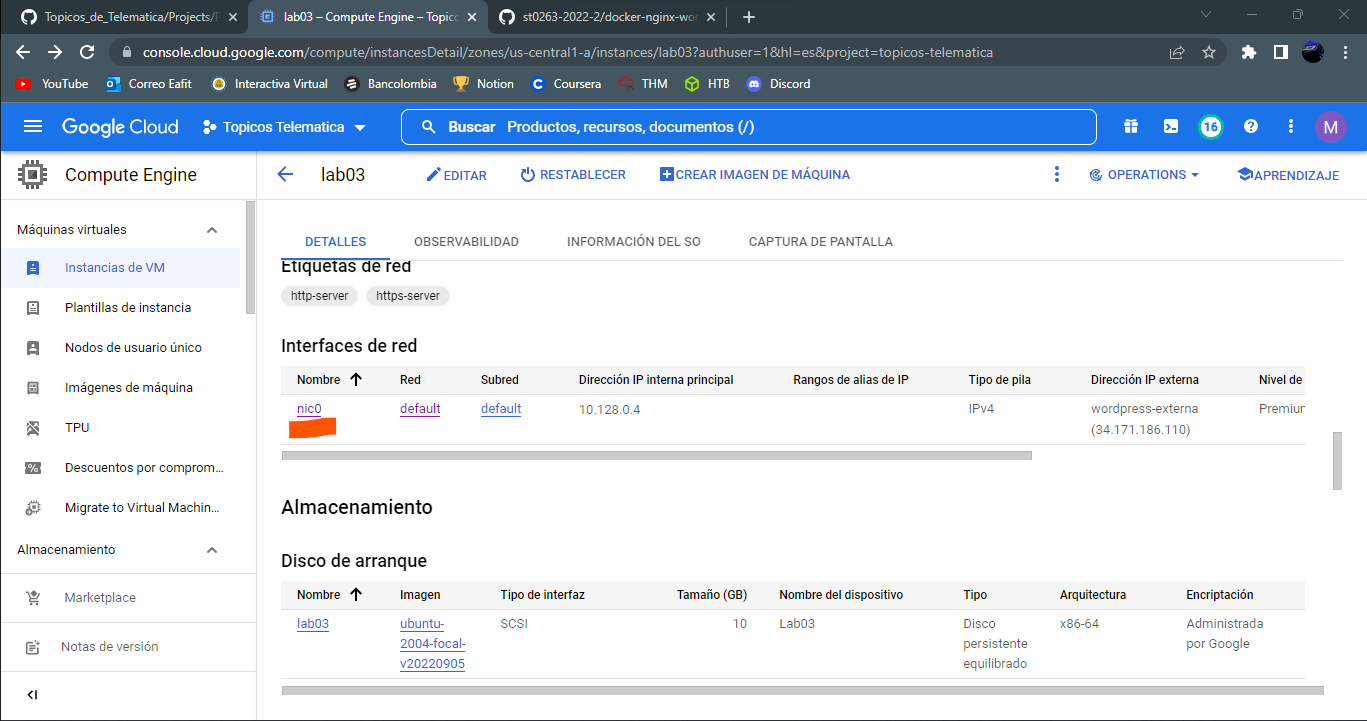 Topicos_de_Telematica/Projects/P
lab03 – Compute Engine – Topico
st0263-2022-2/docker-nginx-wor
console.cloud.google.com/compute/instancesDetail/zones/us-central1-a/instances/lab03?authuser=1&hl=es&project=topicos-telematica
YouTube Correo Eafit Interactiva Virtual Bancolombia Notion Coursera THM HTB Discord
Google Cloud Topicos Telematica Buscar Productos, recursos, documentos (/) 16 M
Compute Engine
lab03 EDITAR RESTABLECER CREAR IMAGEN DE MÁQUINA OPERATIONS APRENDIZAJE
Máquinas virtuales
Instancias de VM
Plantillas de instancia
Nodos de usuario único
Imágenes de máquina
TPU
Descuentos por comprom...
Migrate to Virtual Machin...
Almacenamiento
Marketplace
Notas de versión
DETALLES OBSERVABILIDAD INFORMACIÓN DEL SO CAPTURA DE PANTALLA
Etiquetas de red
http-server https-server
Interfaces de red
Nombre Red Subred Dirección IP interna principal Rangos de alias de IP Tipo de pila Dirección IP externa Nivel de
nic0 default default 10.128.0.4 IPv4 wordpress-externa Premium
(34.171.186.110)
Almacenamiento
Disco de arranque
Nombre Imagen Tipo de interfaz Tamaño (GB) Nombre del dispositivo Tipo Arquitectura Encriptación
lab03 ubuntu- SCSI 10 Lab03 Disco x86-64 Administrada
2004-focal- persistente por Google
v20220905 equilibrado